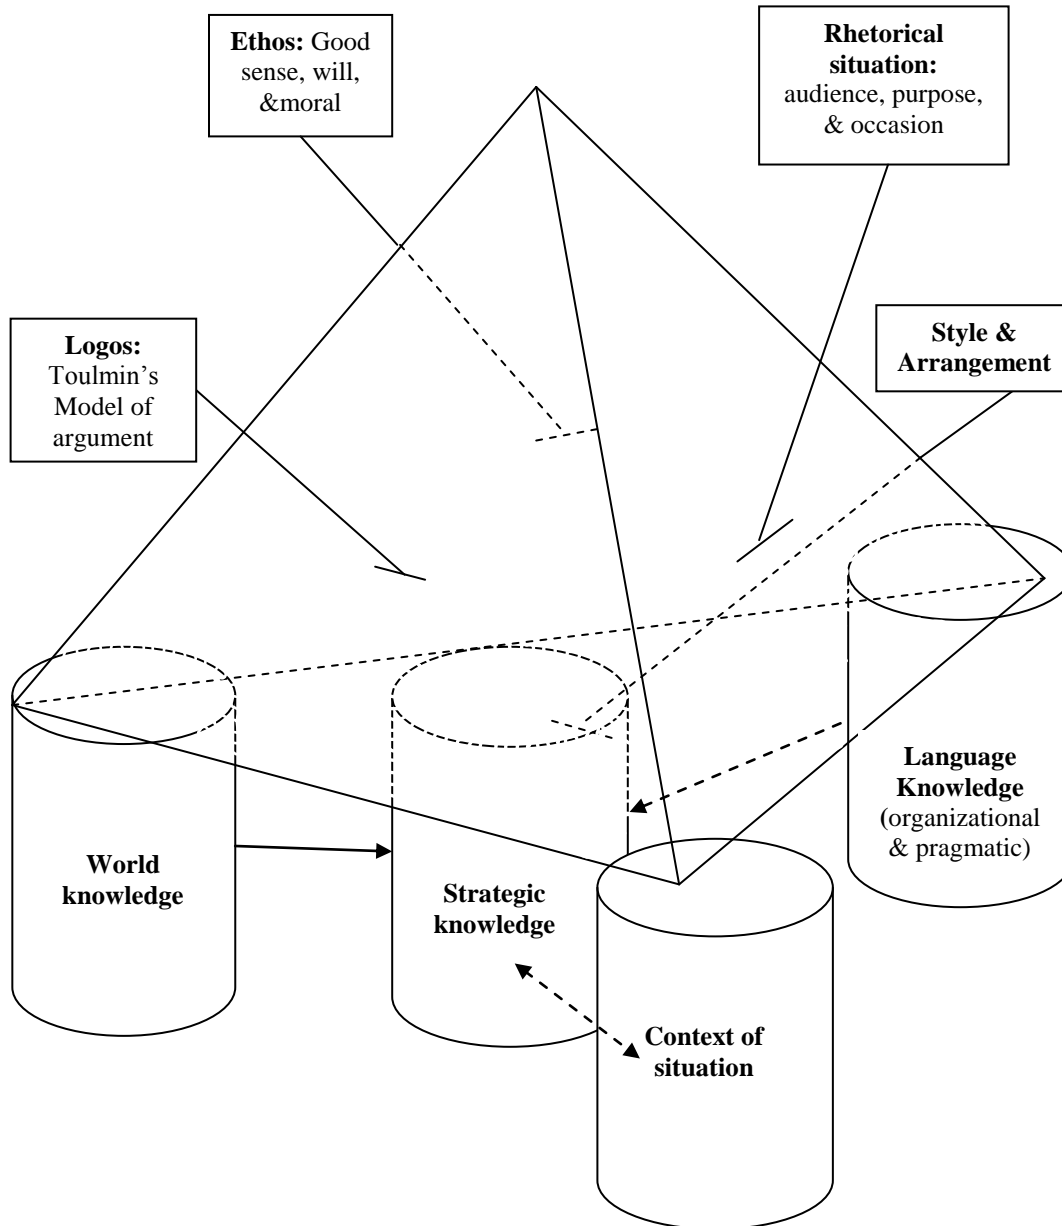 Ethos: Good
sense, will,
&moral
Rhetorical
situation:
audience, purpose,
& occasion
Logos:
Toulmin’s
Model of
argument
Style &
Arrangement
World
knowledge
Strategic
knowledge
Language
Knowledge
(organizational
& pragmatic)
Context of
situation